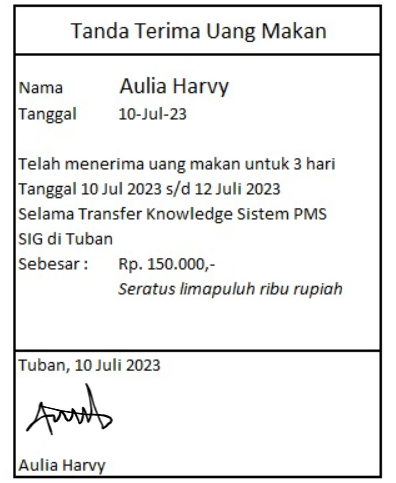 Tanda Terima Uang Makan
Nama Aulia Harvy
Tanggal 10-Jul-23
Telah menerima uang makan untuk 3 hari
Tanggal 10 Jul 2023 s/d 12 Juli 2023
Selama Transfer Knowledge Sistem PMS
SIG di Tuban
Sebesar : Rp. 150.000,-
Seratus limapuluh ribu rupiah
Tuban, 10 Juli 2023
Aulia Harvy